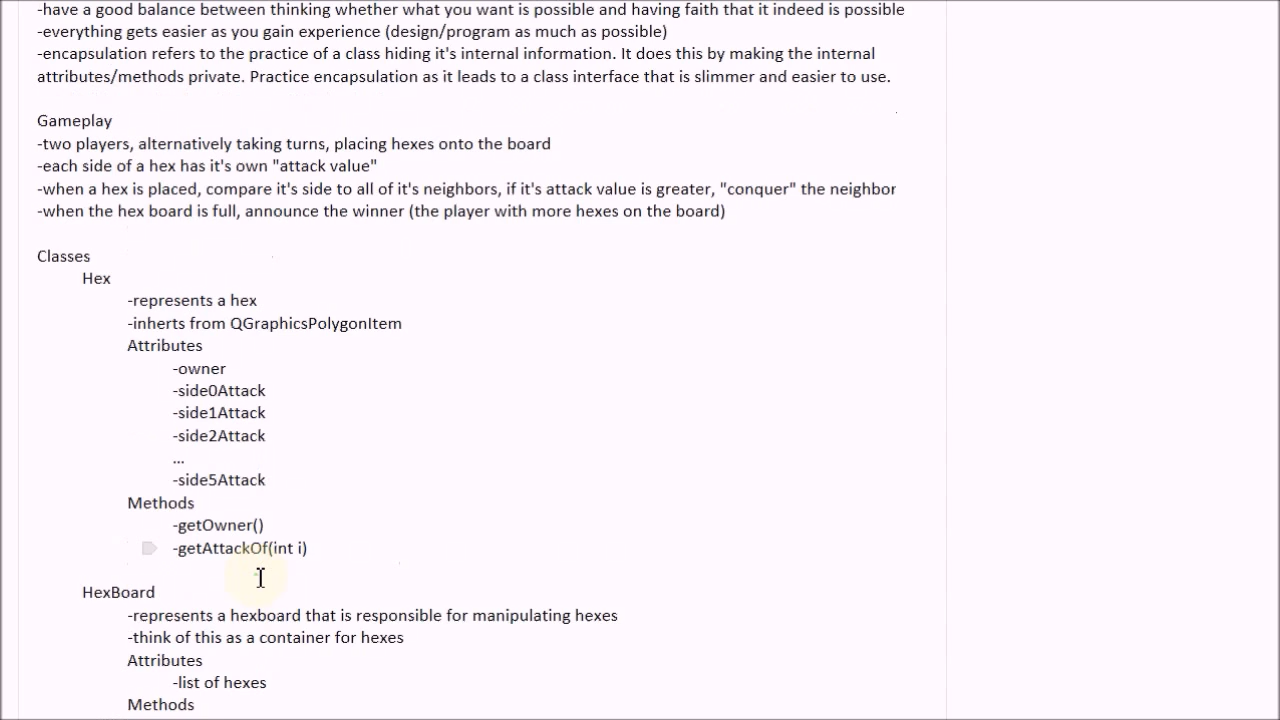 -have a good balance between thinking whether what you want is possible and having faith that it indeed is possible
-everything gets easier as you gain experience (design/program as much as possible)
-encapsulation refers to the practice of a class hiding it's internal information. It does this by making the internal
attributes/methods private. Practice encapsulation as it leads to a class interface that is slimmer and easier to use.
Gameplay
-two players, alternatively taking turns, placing hexes onto the board
-each side of a hex has it's own "attack value"
-when a hex is placed, compare it's side to all of it's neighbors, if it's attack value is greater, "conquer" the neighbor
-when the hex board is full, announce the winner (the player with more hexes on the board)
Classes
Hex
-represents a hex
-inherts from QGraphicsPolygonItem
Attributes
-owner
-side0Attack
-side1Attack
-side2Attack
...
-side5Attack
Methods
-getOwner()
-getAttackOf(int i)
HexBoard
-represents a hexboard that is responsible for manipulating hexes
-think of this as a container for hexes
Attributes
-list of hexes
Methods